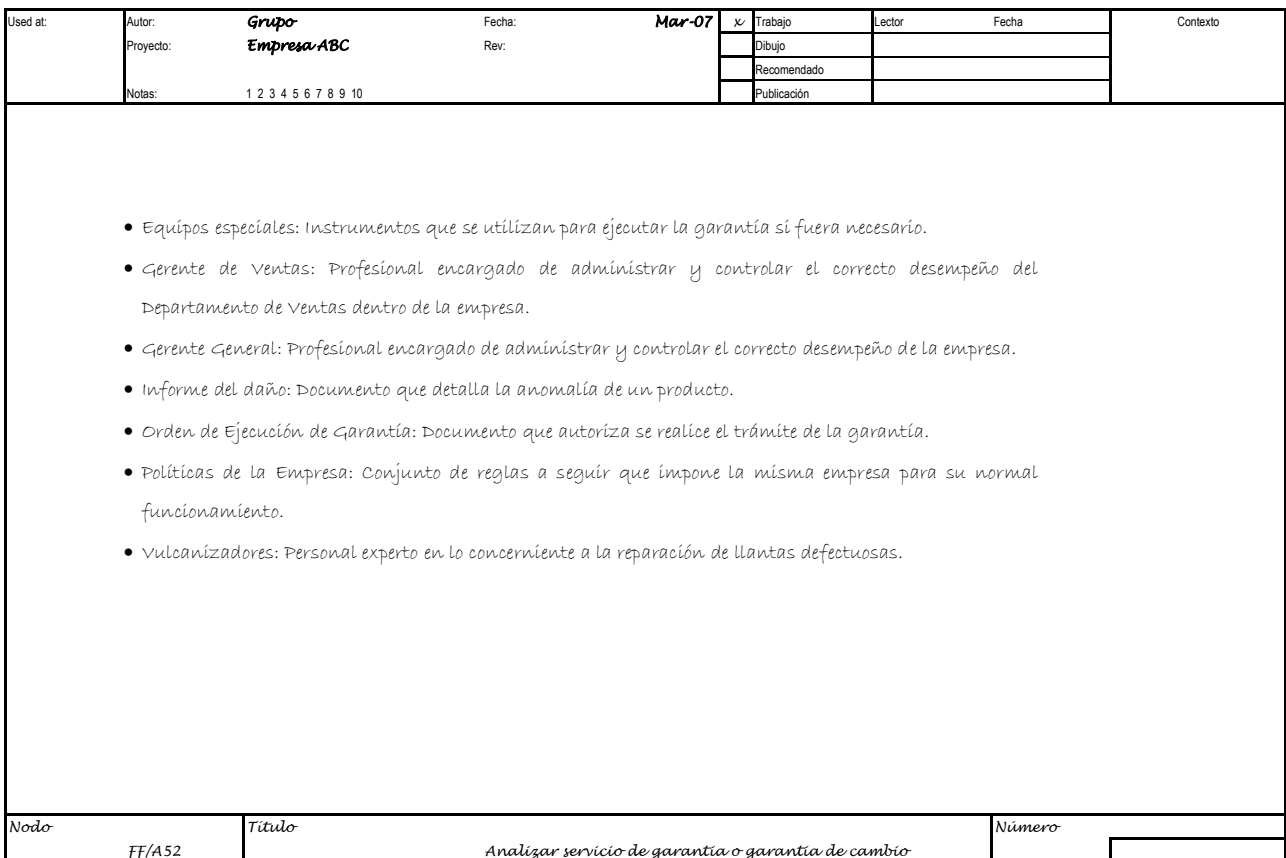 Used at: Autor: Grupo Fecha: Mar-07 x Trabajo Lector Fecha Contexto
Proyecto: Empresa ABC Rev: Dibujo
Recomendado
Notas: 1 2 3 4 5 6 7 8 9 10 Publicación
• Equipos especiales: Instrumentos que se utilizan para ejecutar la garantía si fuera necesario.
• Gerente de Ventas: Profesional encargado de administrar y controlar el correcto desempeño del
Departamento de Ventas dentro de la empresa.
• Gerente General: Profesional encargado de administrar y controlar el correcto desempeño de la empresa.
• Informe del daño: Documento que detalla la anomalía de un producto.
• Orden de Ejecución de Garantía: Documento que autoriza se realice el trámite de la garantía.
• Políticas de la Empresa: Conjunto de reglas a seguir que impone la misma empresa para su normal
funcionamiento.
• Vulcanizadores: Personal experto en lo concerniente a la reparación de llantas defectuosas.
Nodo Título Número
FF/A52 Analizar servicio de garantía o garantía de cambio